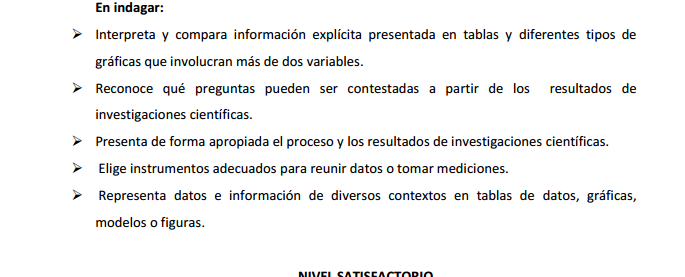 En indagar:
➢ Interpreta y compara información explícita presentada en tablas y diferentes tipos de
gráficas que involucran más de dos variables.
➢ Reconoce qué preguntas pueden ser contestadas a partir de los resultados de
investigaciones científicas.
➢ Presenta de forma apropiada el proceso y los resultados de investigaciones científicas.
➢ Elige instrumentos adecuados para reunir datos o tomar mediciones.
➢ Representa datos e información de diversos contextos en tablas de datos, gráficas,
modelos o figuras.
NIVEL SATISFACTORIO